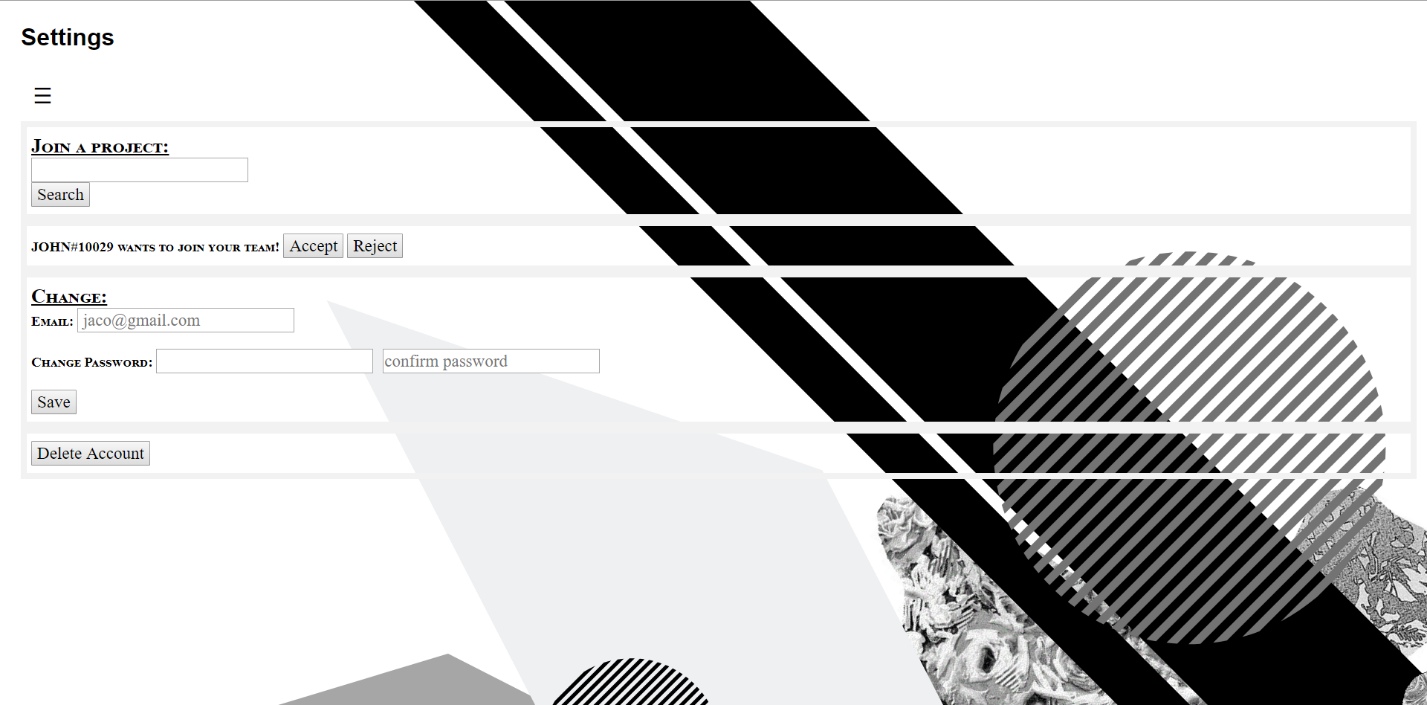 Settings
☰
Join a project:
Search
JOHN#10029 wants to join your team! Accept Reject
Change:
Email: jaco@gmail.com
Change Password: confirm password
Save
Delete Account